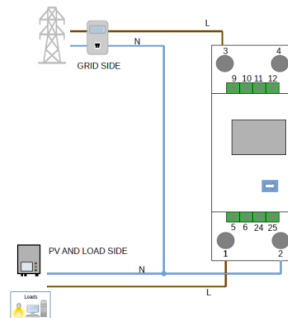 L
N
GRID SIDE
3 4
9 10 11 12
5 6 24 25
1 2
PV AND LOAD SIDE
N
L
Loads